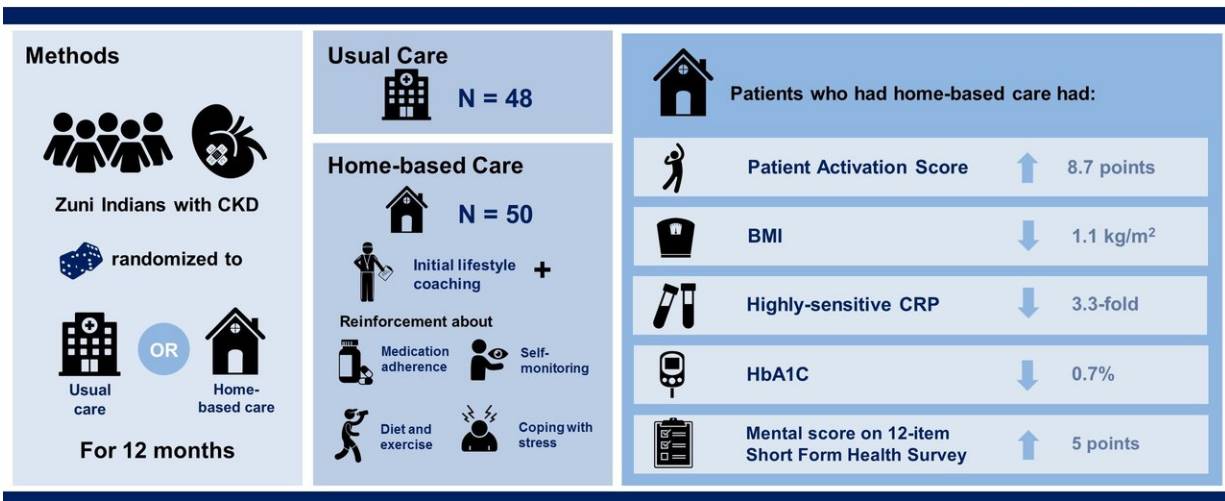 Methods
Zuni Indians with CKD
randomized to
OR
Usual
care
Home-
based care
For 12 months
Usual Care
N = 48
Home-based Care
N = 50
Initial lifestyle
coaching
+
Reinforcement about
Medication
adherence
Self-
monitoring
Diet and
exercise
Coping with
stress
Patients who had home-based care had:
Patient Activation Score
8.7 points
BMI
1.1 kg/m²
Highly-sensitive CRP
3.3-fold
HbA1C
0.7%
Mental score on 12-item
Short Form Health Survey
5 points